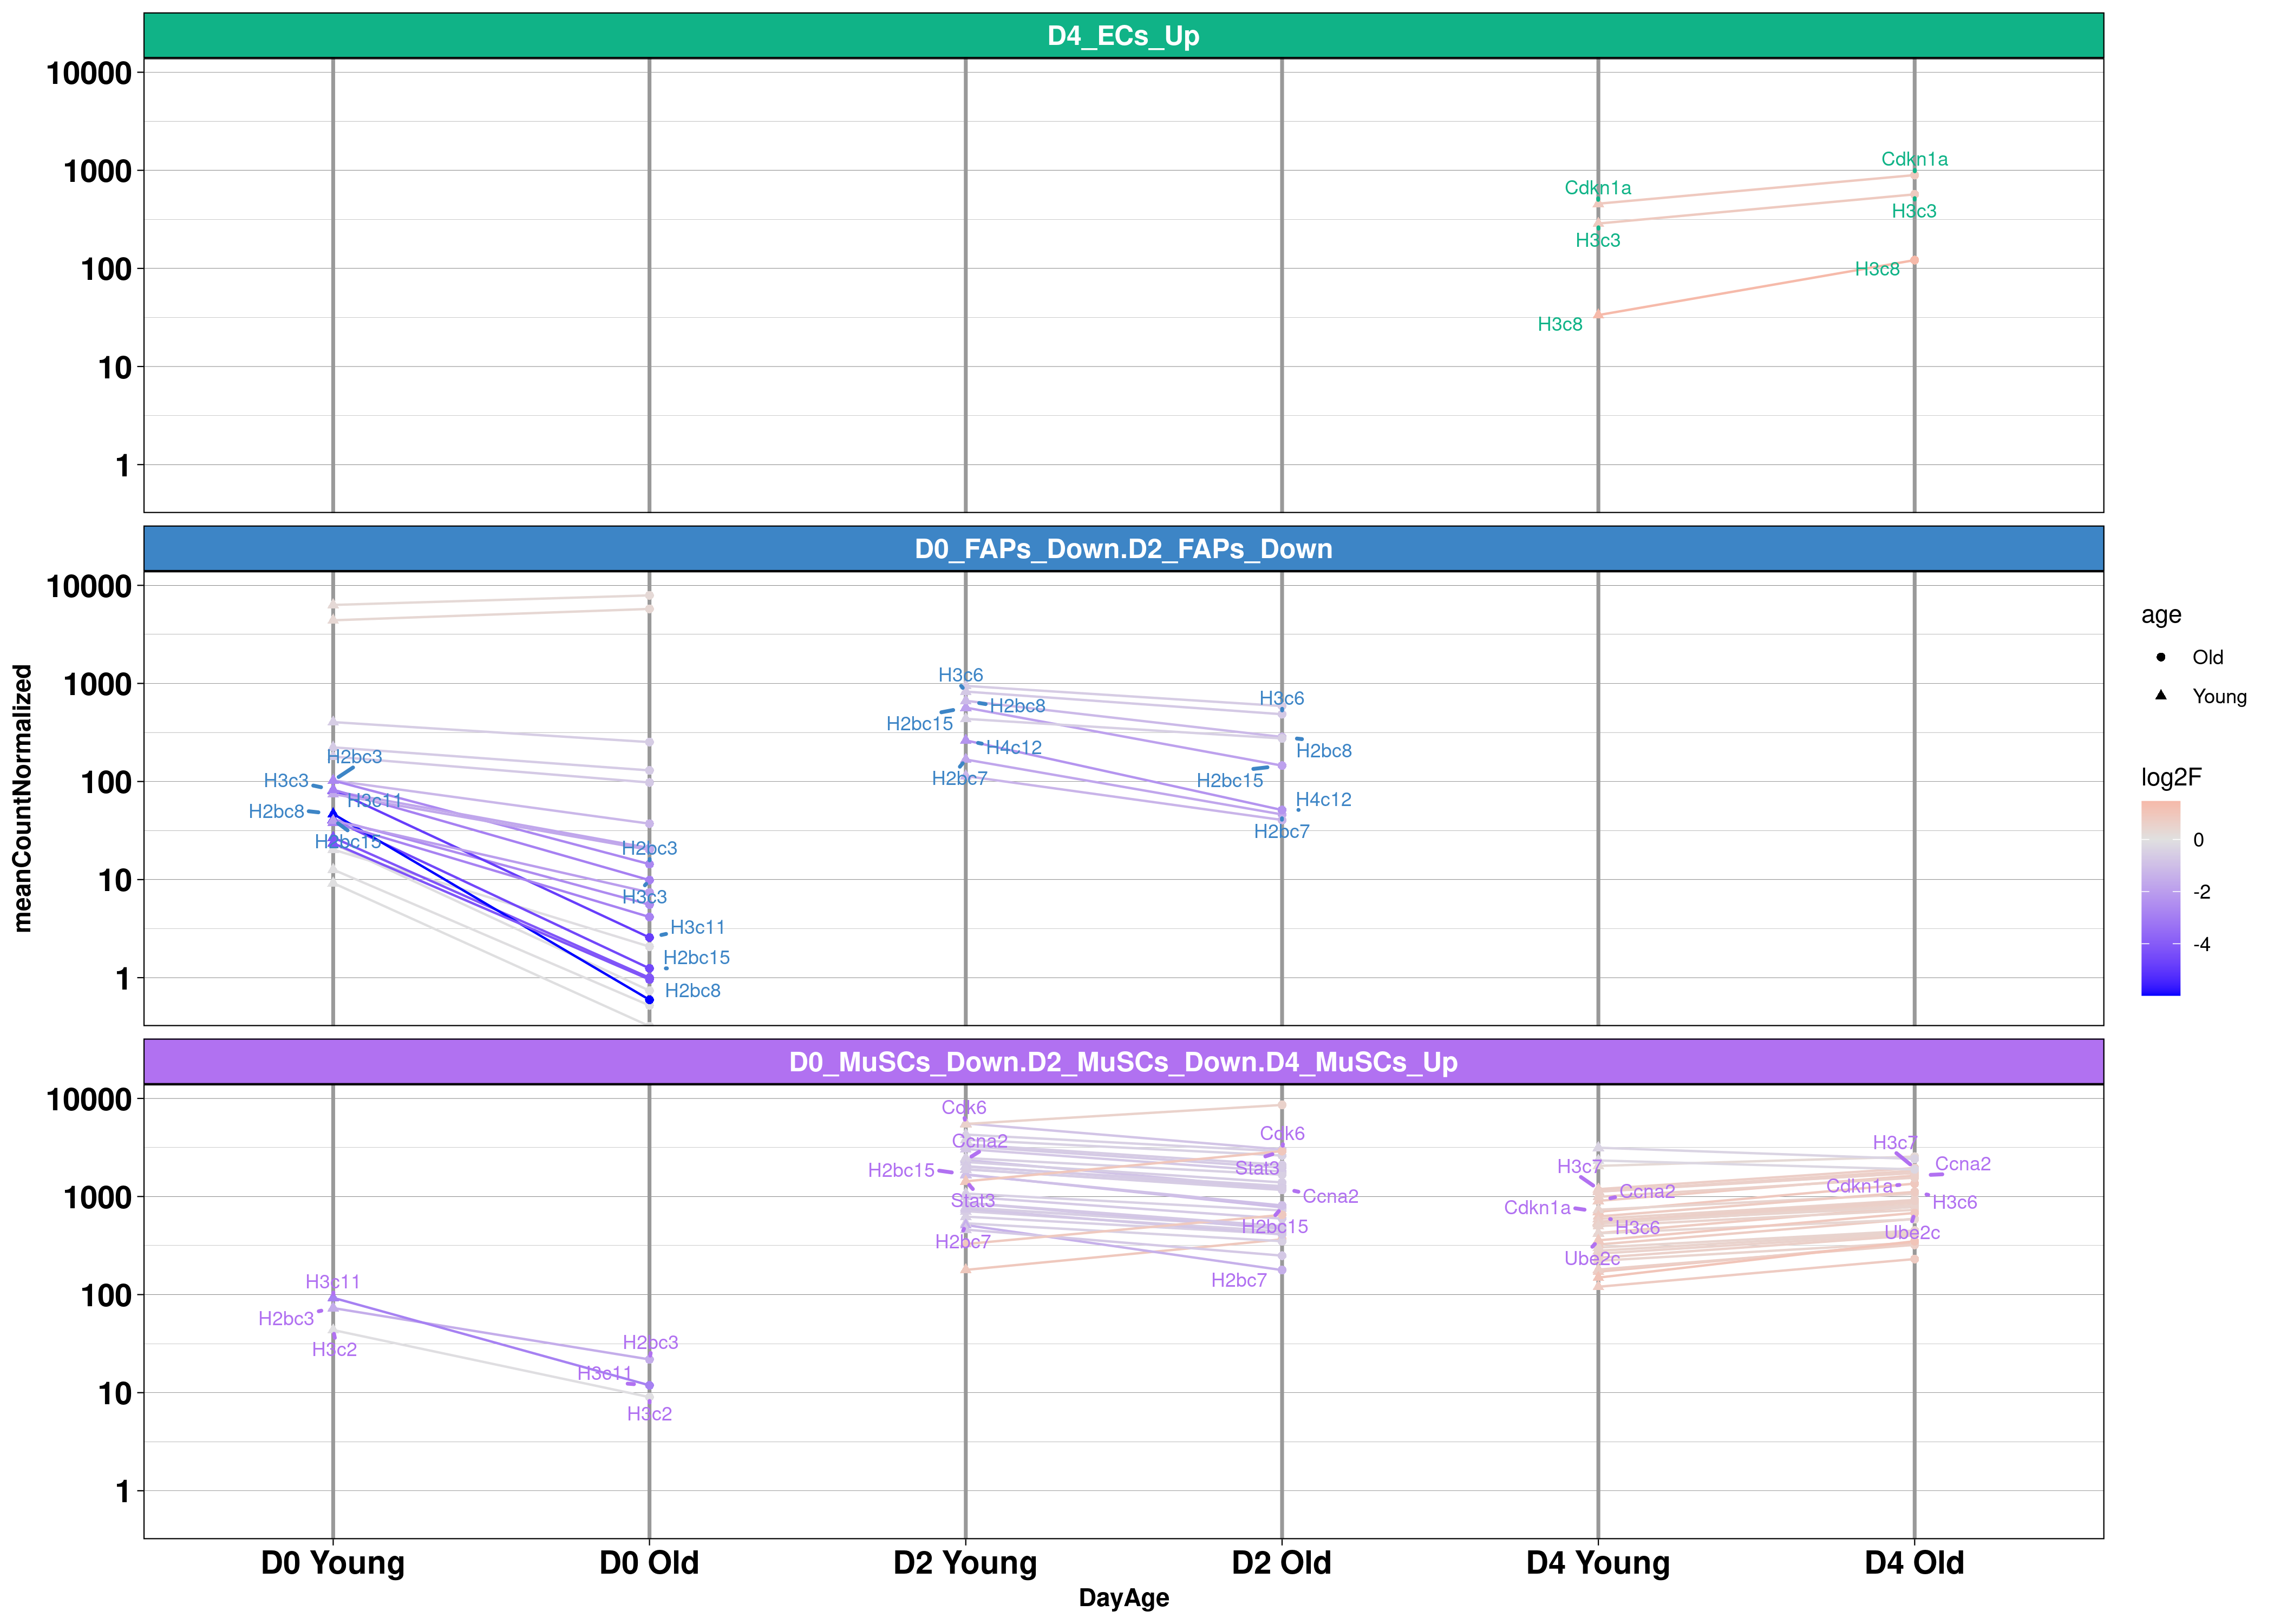 D4_ECs_Up
10000
1000
100
10
1
Cdkn1a
H3c3
H3c8
Cdkn1a
H3c3
H3c8
D0_FAPs_Down.D2_FAPs_Down
10000
1000
100
10
1
H2bc3
H3c3
H3c11
H2bc8
H2bc15
H2bc3
H3c3
H3c11
H2bc15
H2bc8
H3c6
H2bc8
H2bc15
H4c12
H2bc7
H3c6
H2bc8
H2bc15
H4c12
H2bc7
D0_MuSCs_Down.D2_MuSCs_Down.D4_MuSCs_Up
10000
1000
100
10
1
H3c11
H2bc3
H3c2
H2bc3
H3c11
H3c2
Cdk6
Ccna2
H2bc15
Stat3
H2bc7
Cdk6
Stat3
Ccna2
H2bc15
H2bc7
H3c7
Ccna2
Cdkn1a
H3c6
Ube2c
H3c7
Ccna2
Cdkn1a
H3c6
Ube2c
D0 Young
D0 Old
D2 Young
D2 Old
D4 Young
D4 Old
DayAge
meanCountNormalized
age
Old
Young
log2F
0
-2
-4